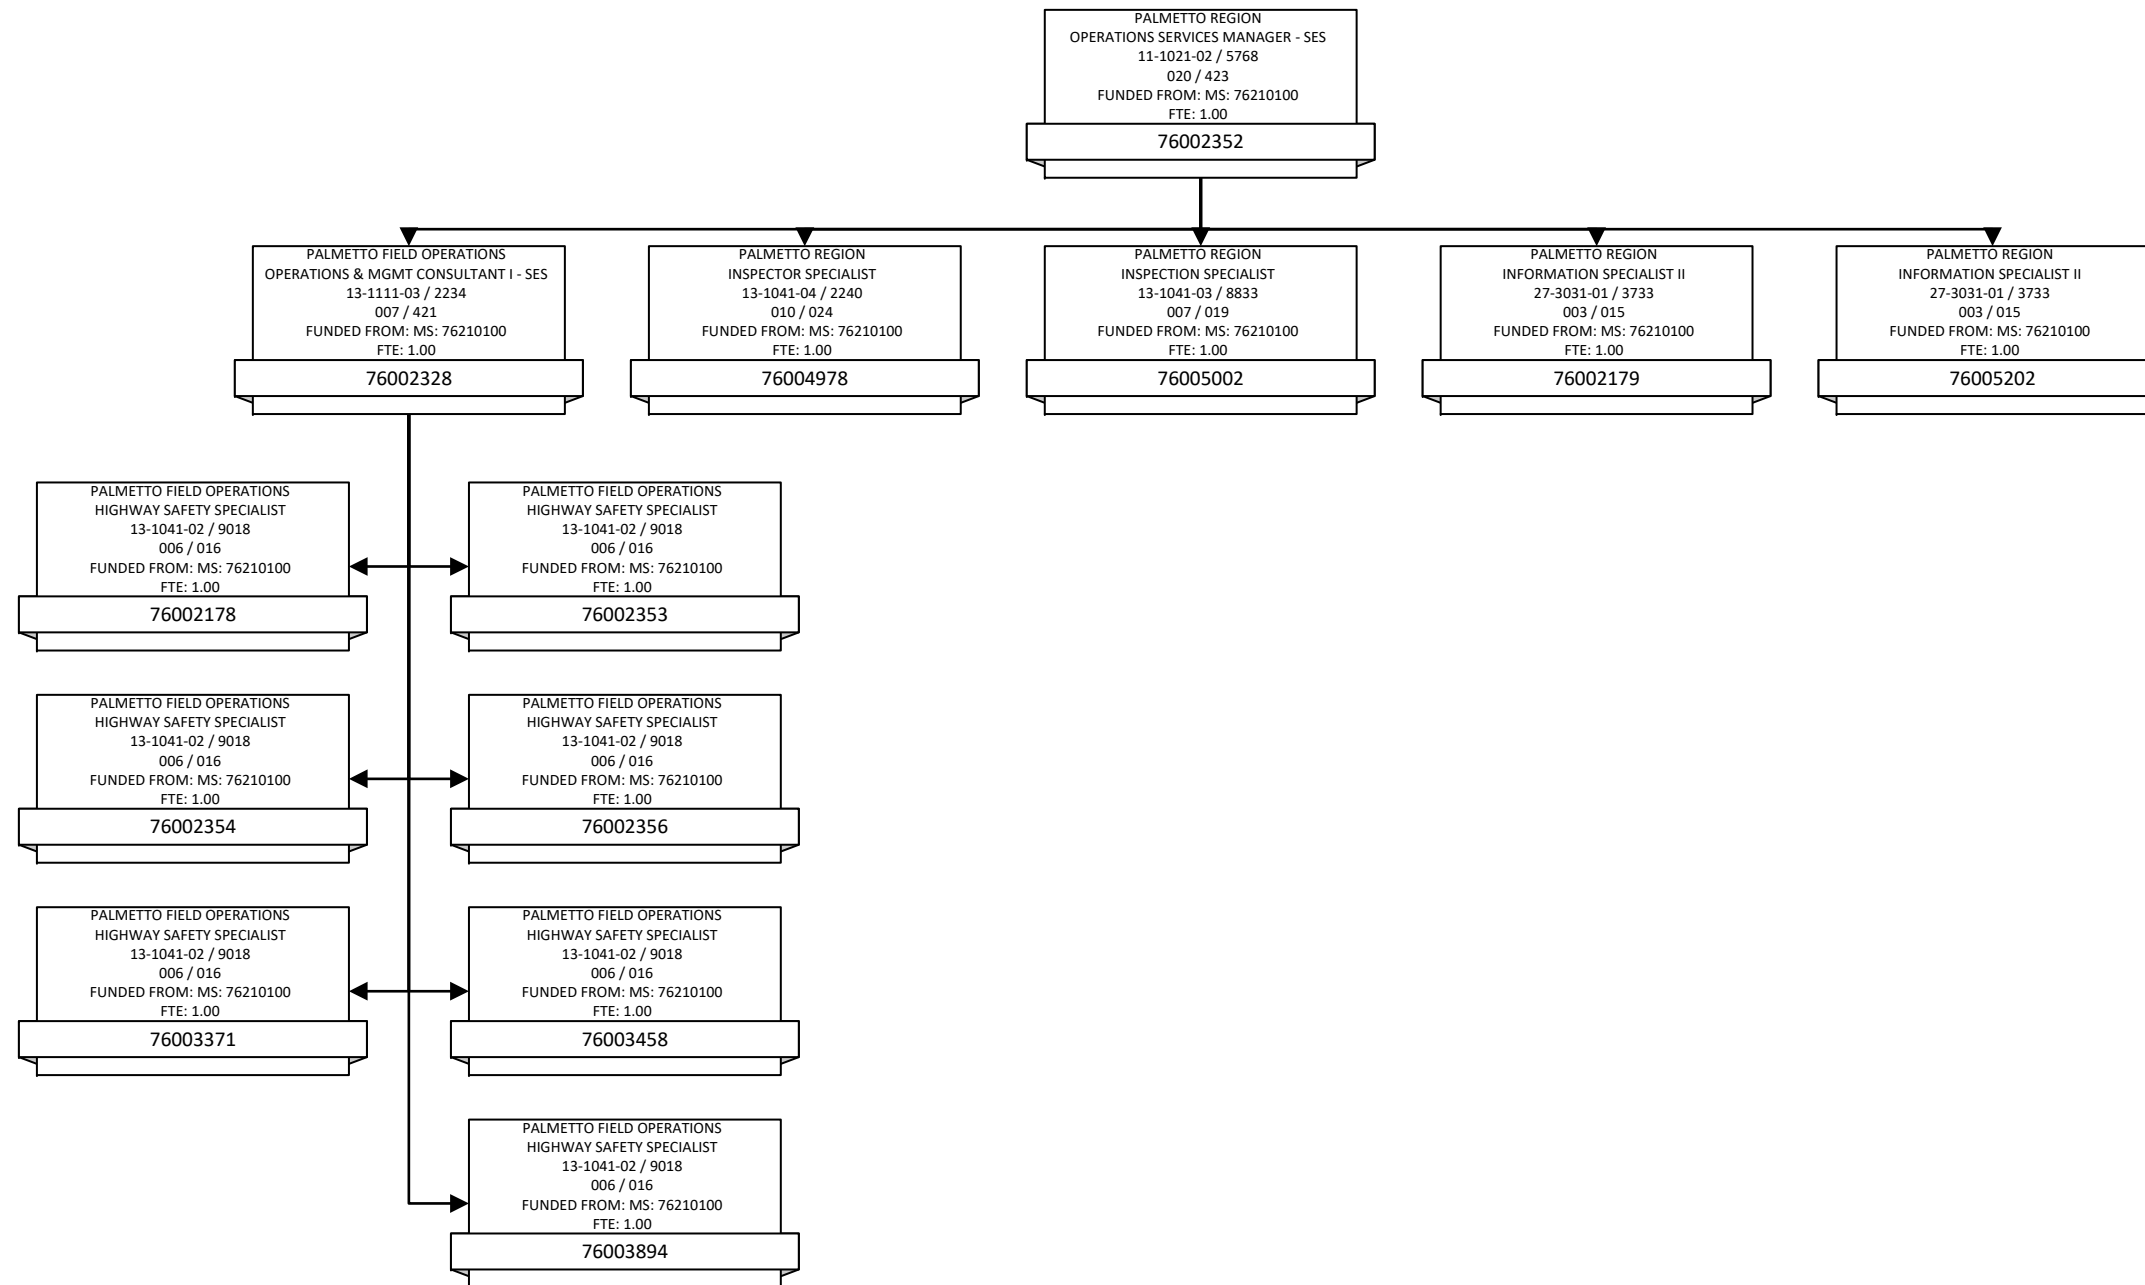 PALMETTO REGION
OPERATIONS SERVICES MANAGER - SES
11-1021-02 / 5768
020 / 423
FUNDED FROM: MS: 76210100
FTE: 1.00
76002352
PALMETTO FIELD OPERATIONS
OPERATIONS & MGMT CONSULTANT I - SES
13-1111-03 / 2234
007 / 421
FUNDED FROM: MS: 76210100
FTE: 1.00
76002328
PALMETTO REGION
INSPECTOR SPECIALIST
13-1041-04 / 2240
010 / 024
FUNDED FROM: MS: 76210100
FTE: 1.00
76004978
PALMETTO REGION
INSPECTION SPECIALIST
13-1041-03 / 8833
007 / 019
FUNDED FROM: MS: 76210100
FTE: 1.00
76005002
PALMETTO REGION
INFORMATION SPECIALIST II
27-3031-01 / 3733
003 / 015
FUNDED FROM: MS: 76210100
FTE: 1.00
76002179
PALMETTO REGION
INFORMATION SPECIALIST II
27-3031-01 / 3733
003 / 015
FUNDED FROM: MS: 76210100
FTE: 1.00
76005202
PALMETTO FIELD OPERATIONS
HIGHWAY SAFETY SPECIALIST
13-1041-02 / 9018
006 / 016
FUNDED FROM: MS: 76210100
FTE: 1.00
76002178
PALMETTO FIELD OPERATIONS
HIGHWAY SAFETY SPECIALIST
13-1041-02 / 9018
006 / 016
FUNDED FROM: MS: 76210100
FTE: 1.00
76002353
PALMETTO FIELD OPERATIONS
HIGHWAY SAFETY SPECIALIST
13-1041-02 / 9018
006 / 016
FUNDED FROM: MS: 76210100
FTE: 1.00
76002354
PALMETTO FIELD OPERATIONS
HIGHWAY SAFETY SPECIALIST
13-1041-02 / 9018
006 / 016
FUNDED FROM: MS: 76210100
FTE: 1.00
76002356
PALMETTO FIELD OPERATIONS
HIGHWAY SAFETY SPECIALIST
13-1041-02 / 9018
006 / 016
FUNDED FROM: MS: 76210100
FTE: 1.00
76003371
PALMETTO FIELD OPERATIONS
HIGHWAY SAFETY SPECIALIST
13-1041-02 / 9018
006 / 016
FUNDED FROM: MS: 76210100
FTE: 1.00
76003458
PALMETTO FIELD OPERATIONS
HIGHWAY SAFETY SPECIALIST
13-1041-02 / 9018
006 / 016
FUNDED FROM: MS: 76210100
FTE: 1.00
76003894